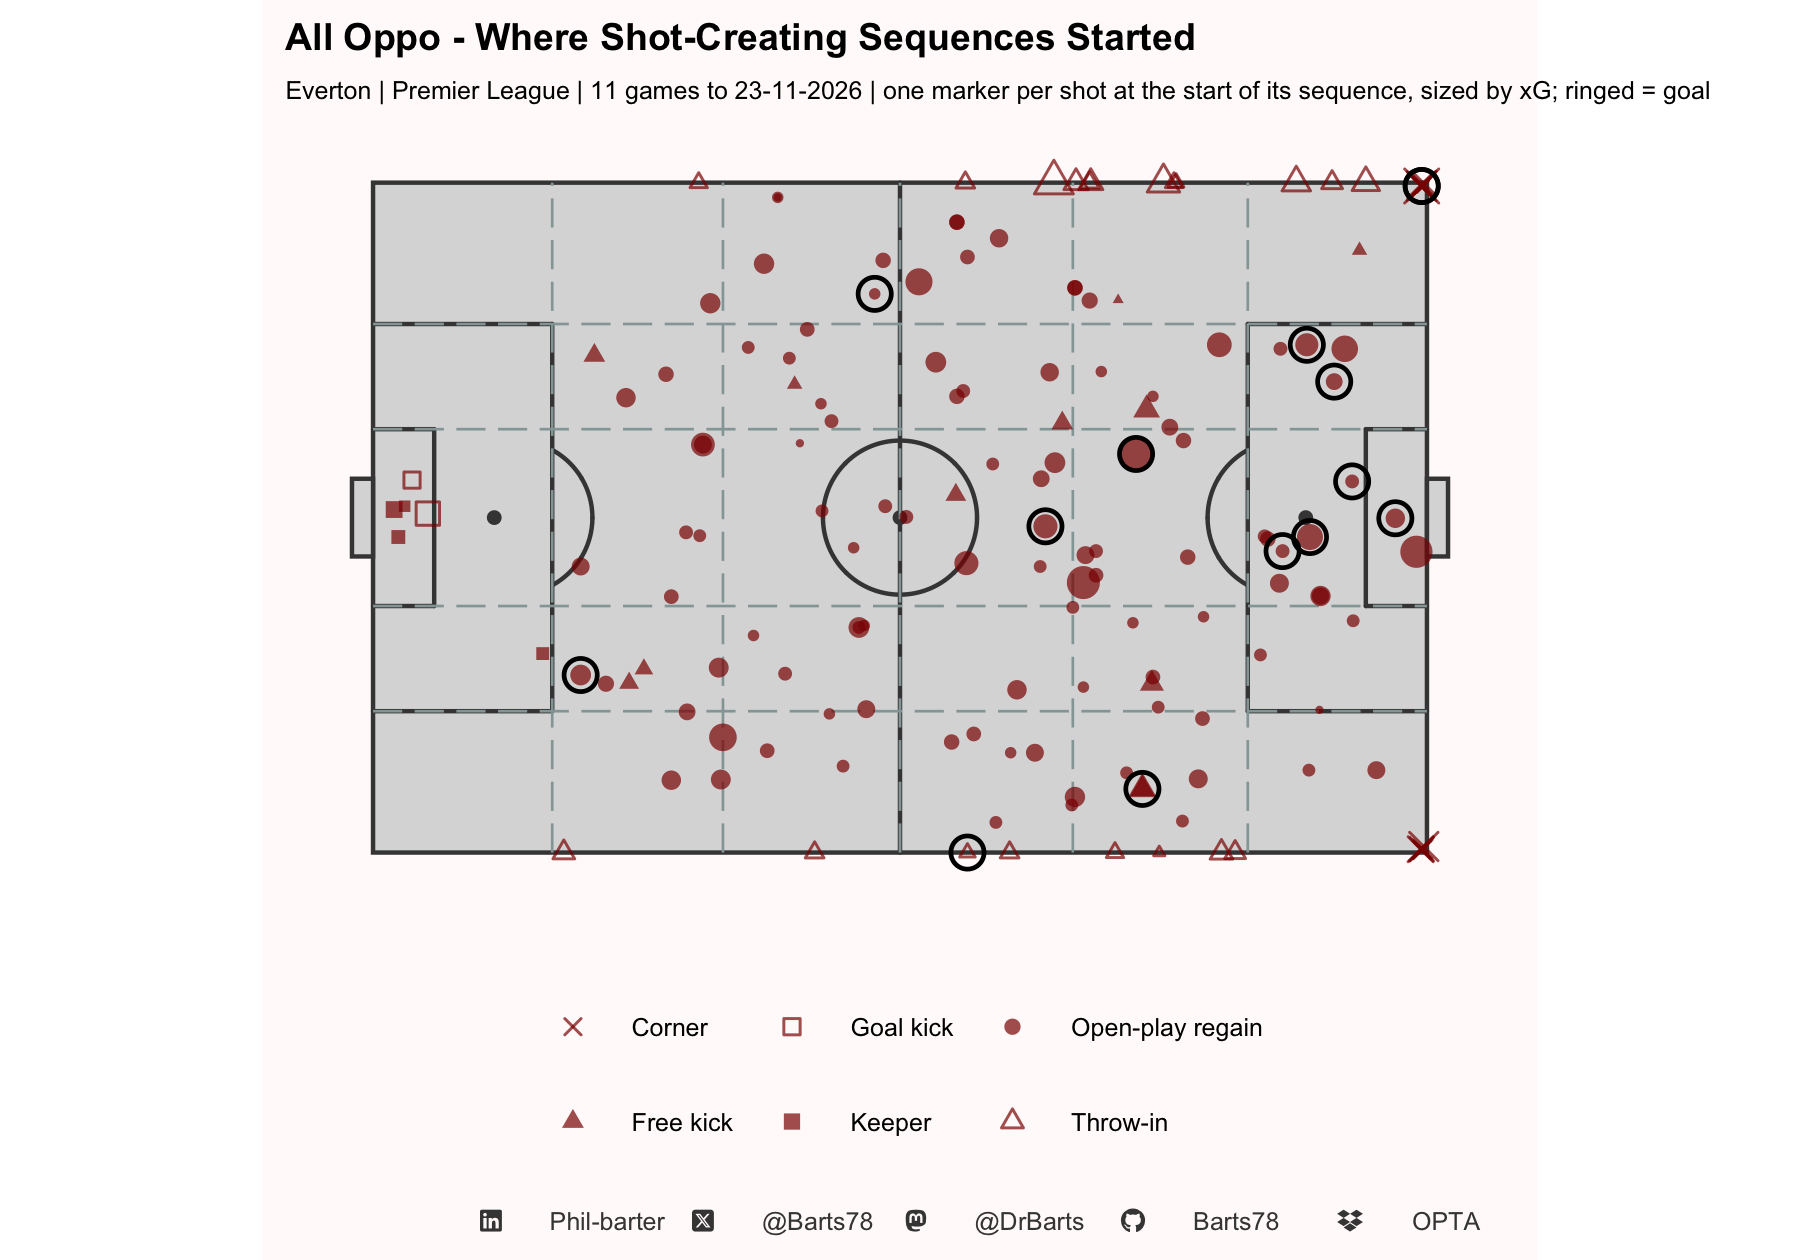 All Oppo - Where Shot-Creating Sequences Started
Everton | Premier League | 11 games to 23-11-2026 | one marker per shot at the start of its sequence, sized by xG; ringed = goal
Corner Goal kick Open-play regain
Free kick Keeper Throw-in
Phil-barter @Barts78 @DrBarts Barts78 OPTA